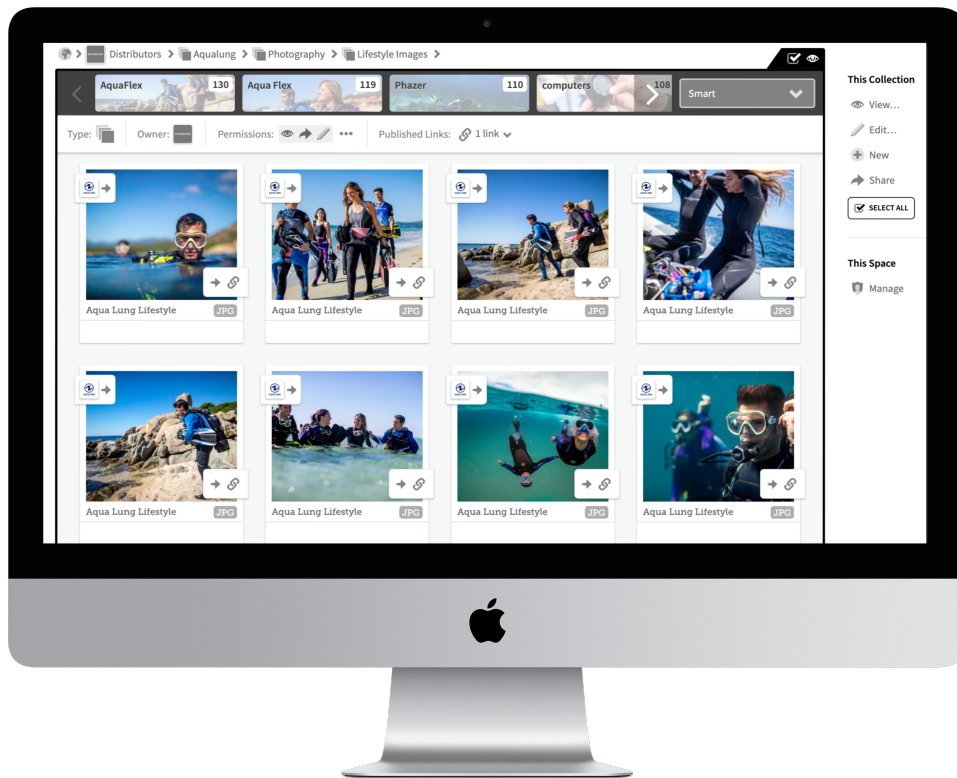 Distributors Aqualung Photography Lifestyle Images
AquaFlex 130
Aqua Flex 119
Phazer 110
computers 108
Smart
Type: Owner: Permissions: Published Links: 1 link
Aqua Lung Lifestyle JPG
Aqua Lung Lifestyle JPG
Aqua Lung Lifestyle JPG
Aqua Lung Lifestyle JPG
Aqua Lung Lifestyle JPG
Aqua Lung Lifestyle JPG
Aqua Lung Lifestyle JPG
Aqua Lung Lifestyle JPG
This Collection
View...
Edit...
New
Share
SELECT ALL
This Space
Manage